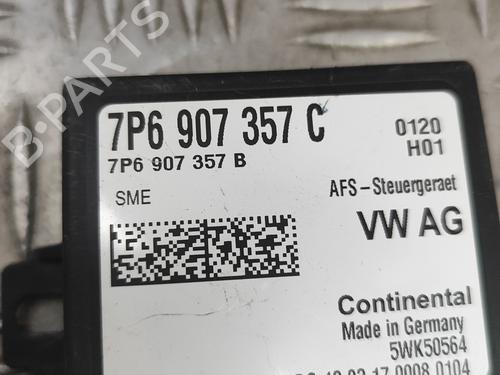 B-PARTS
7P6 907 357 C
7P6 907 357 B
0120
H01
SME
AFS-Steuergeraet
VW AG
Continental
Made in Germany
5WK50564